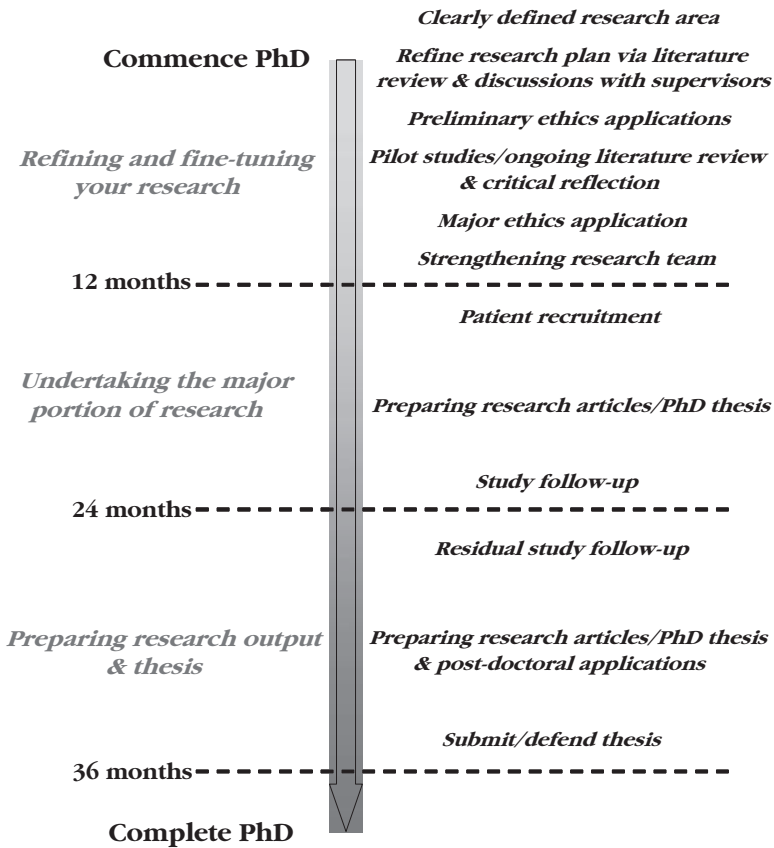 Clearly defined research area
Commence PhD
Refine research plan via literature
review & discussions with supervisors
Preliminary ethics applications
Refining and fine-tuning
your research
Pilot studies/ongoing literature review
& critical reflection
Major ethics application
Strengthening research team
12 months
Patient recruitment
Undertaking the major
portion of research
Preparing research articles/PhD thesis
Study follow-up
24 months
Residual study follow-up
Preparing research output
& thesis
Preparing research articles/PhD thesis
& post-doctoral applications
Submit/defend thesis
36 months
Complete PhD